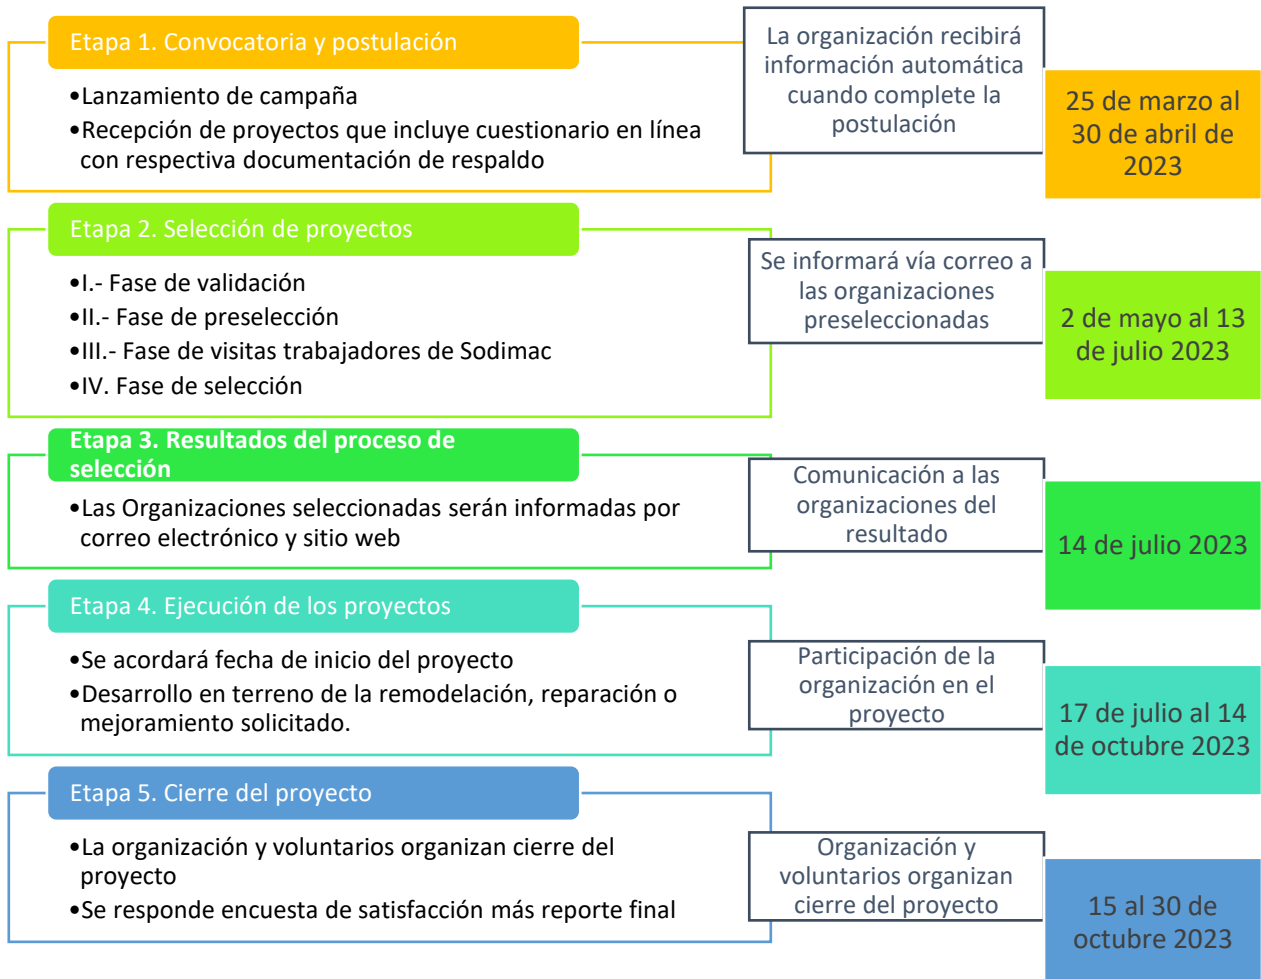 Etapa 1. Convocatoria y postulación
•Lanzamiento de campaña
•Recepción de proyectos que incluye cuestionario en línea
con respectiva documentación de respaldo
La organización recibirá
información automática
cuando complete la
postulación
25 de marzo al
30 de abril de
2023
Etapa 2. Selección de proyectos
•I.- Fase de validación
•II.- Fase de preselección
•III.- Fase de visitas trabajadores de Sodimac
•IV. Fase de selección
Se informará vía correo a
las organizaciones
preseleccionadas
2 de mayo al 13
de julio 2023
Etapa 3. Resultados del proceso de
selección
•Las Organizaciones seleccionadas serán informadas por
correo electrónico y sitio web
Comunicación a las
organizaciones del
resultado
14 de julio 2023
Etapa 4. Ejecución de los proyectos
•Se acordará fecha de inicio del proyecto
•Desarrollo en terreno de la remodelación, reparación o
mejoramiento solicitado.
Participación de la
organización en el
proyecto
17 de julio al 14
de octubre 2023
Etapa 5. Cierre del proyecto
•La organización y voluntarios organizan cierre del
proyecto
•Se responde encuesta de satisfacción más reporte final
Organización y
voluntarios organizan
cierre del proyecto
15 al 30 de
octubre 2023